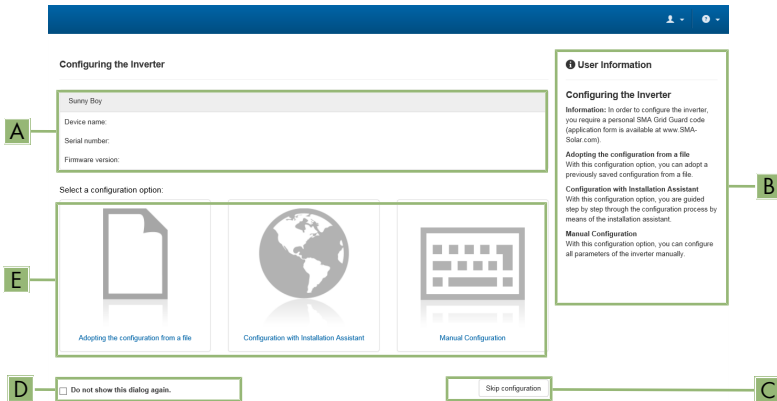 Configuring the Inverter
Sunny Boy
Device name:
Serial number:
Firmware version:
A
Select a configuration option:
E
Adopting the configuration from a file
Configuration with Installation Assistant
Manual Configuration
D
Do not show this dialog again.
Skip configuration
C
User Information
Configuring the Inverter
Information: In order to configure the inverter,
you require a personal SMA Grid Guard code
(application form is available at www.SMA-
Solar.com).
Adopting the configuration from a file
With this configuration option, you can adopt a
previously saved configuration from a file.
Configuration with Installation Assistant
With this configuration option, you are guided
step by step through the configuration process by
means of the installation assistant.
Manual Configuration
With this configuration option, you can configure
all parameters of the inverter manually.
B